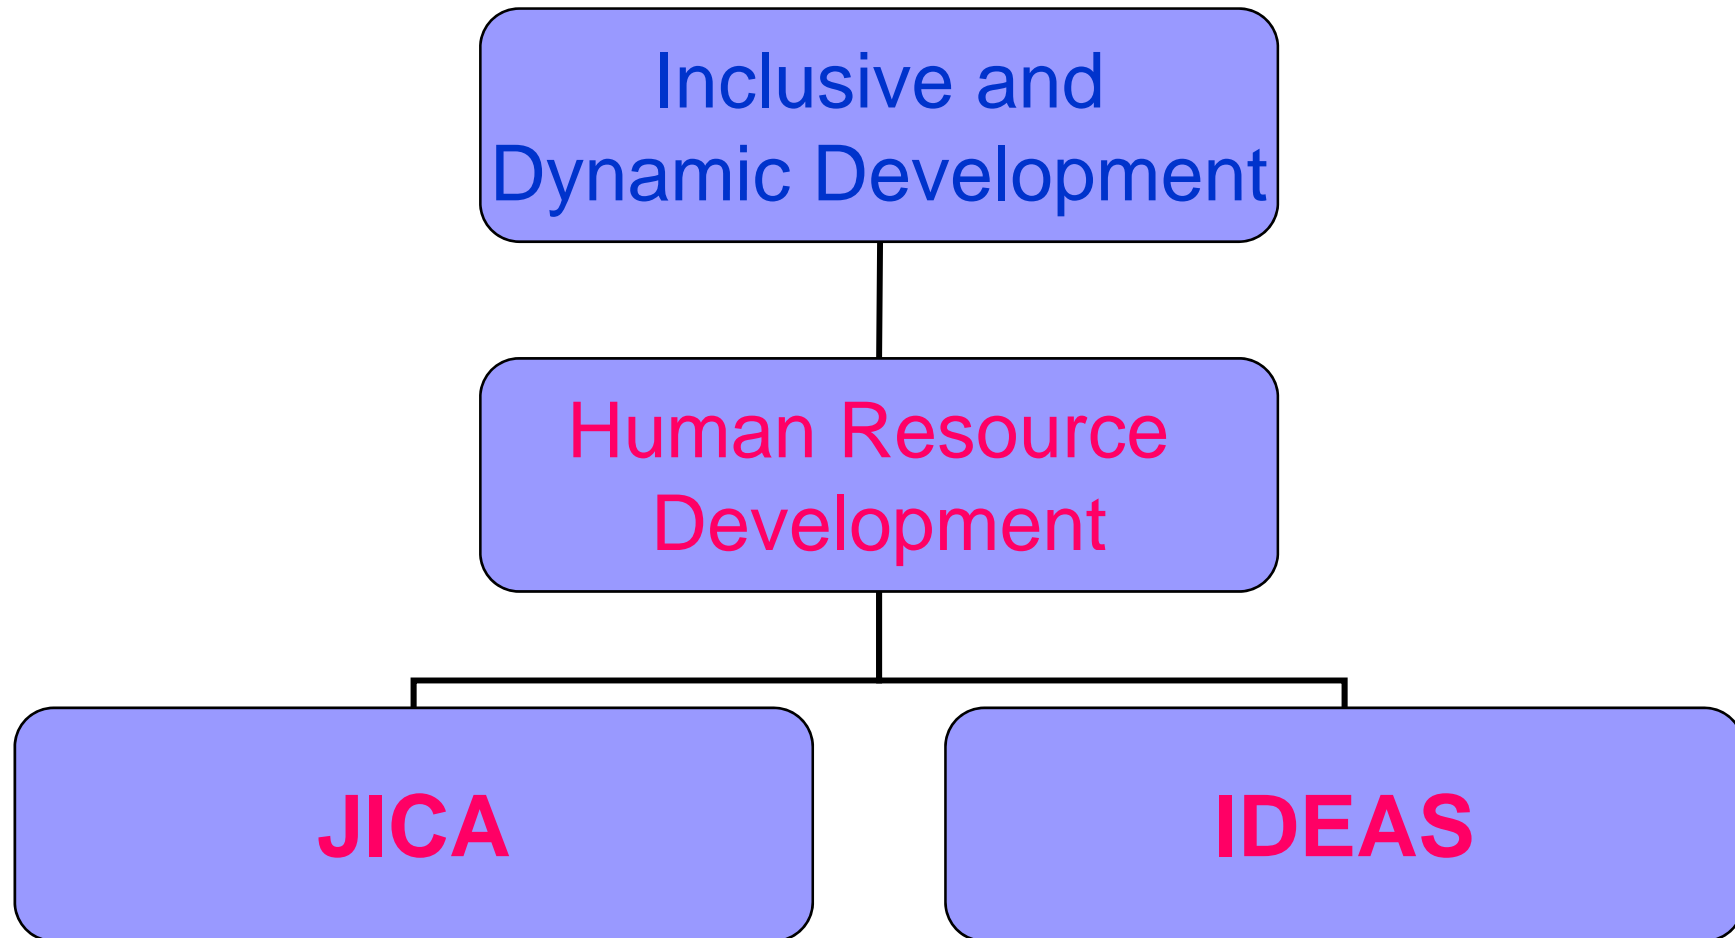 Inclusive and
Dynamic Development
Human Resource
Development
JICA
IDEAS